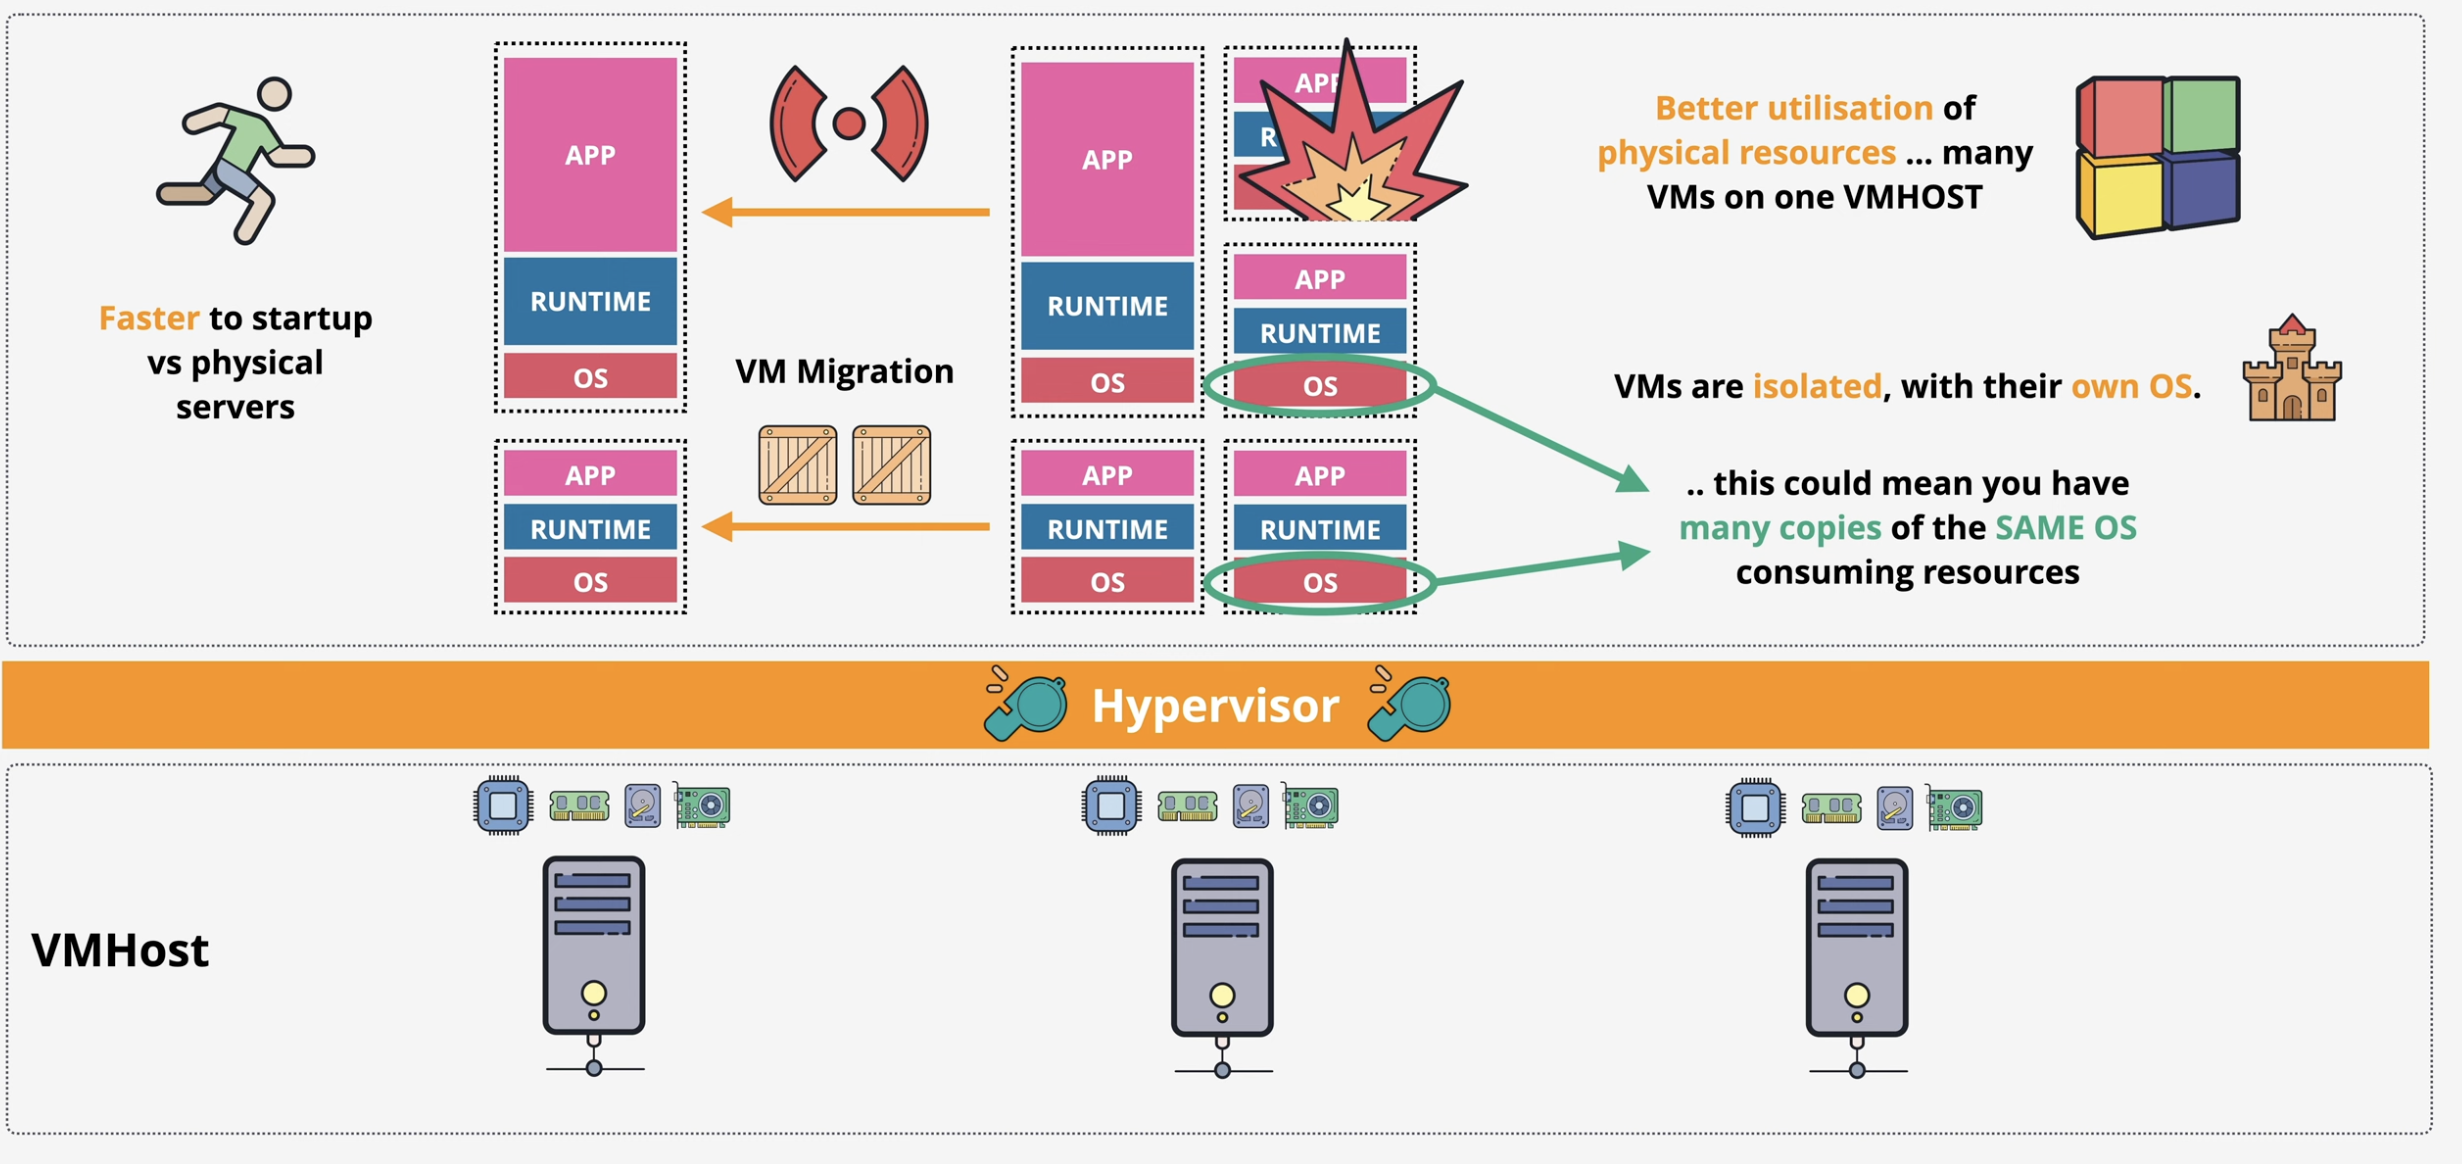 Faster to startup
vs physical
servers
APP
RUNTIME
OS
APP
RUNTIME
OS
VM Migration
APP
RUNTIME
OS
APP
RUNTIME
OS
APP
APP
RUNTIME
OS
APP
RUNTIME
OS
Better utilisation of
physical resources ... many
VMs on one VMHOST
VMs are isolated, with their own OS.
.. this could mean you have
many copies of the SAME OS
consuming resources
Hypervisor
VMHost